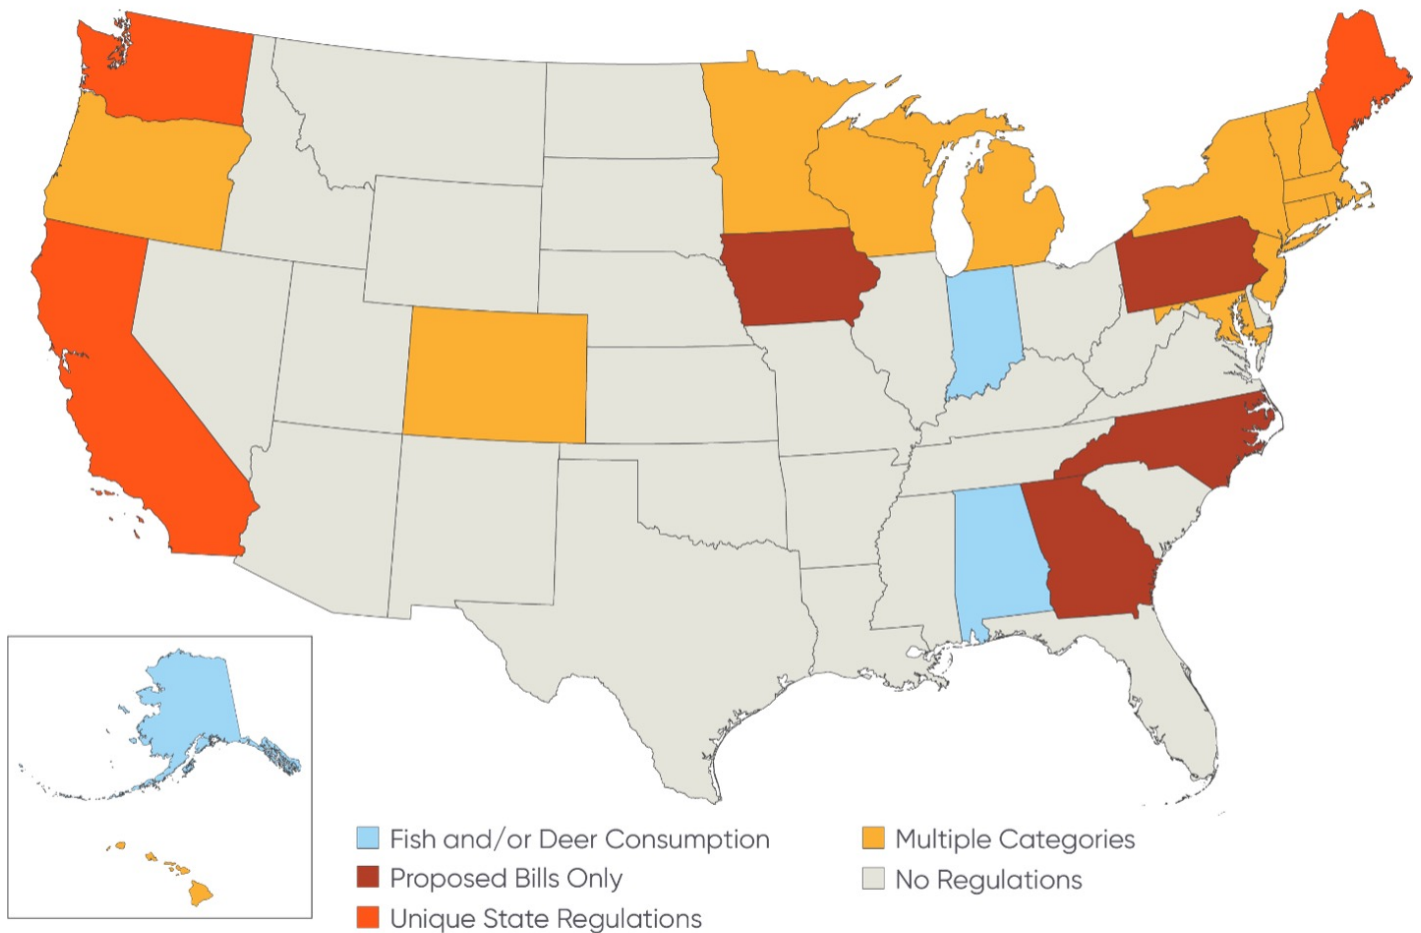 Fish and/or Deer Consumption
Proposed Bills Only
Unique State Regulations
Multiple Categories
No Regulations